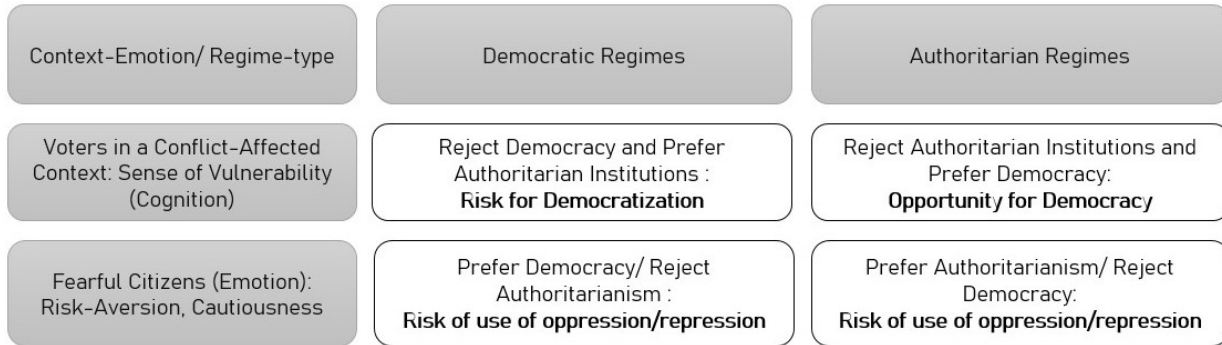 Context-Emotion/ Regime-type
Democratic Regimes
Authoritarian Regimes
Voters in a Conflict-Affected
Context: Sense of Vulnerability
(Cognition)
Reject Democracy and Prefer
Authoritarian Institutions :
Risk for Democratization
Reject Authoritarian Institutions and
Prefer Democracy:
Opportunity for Democracy
Fearful Citizens (Emotion):
Risk-Aversion, Cautiousness
Prefer Democracy/ Reject
Authoritarianism :
Risk of use of oppression/repression
Prefer Authoritarianism/ Reject
Democracy:
Risk of use of oppression/repression